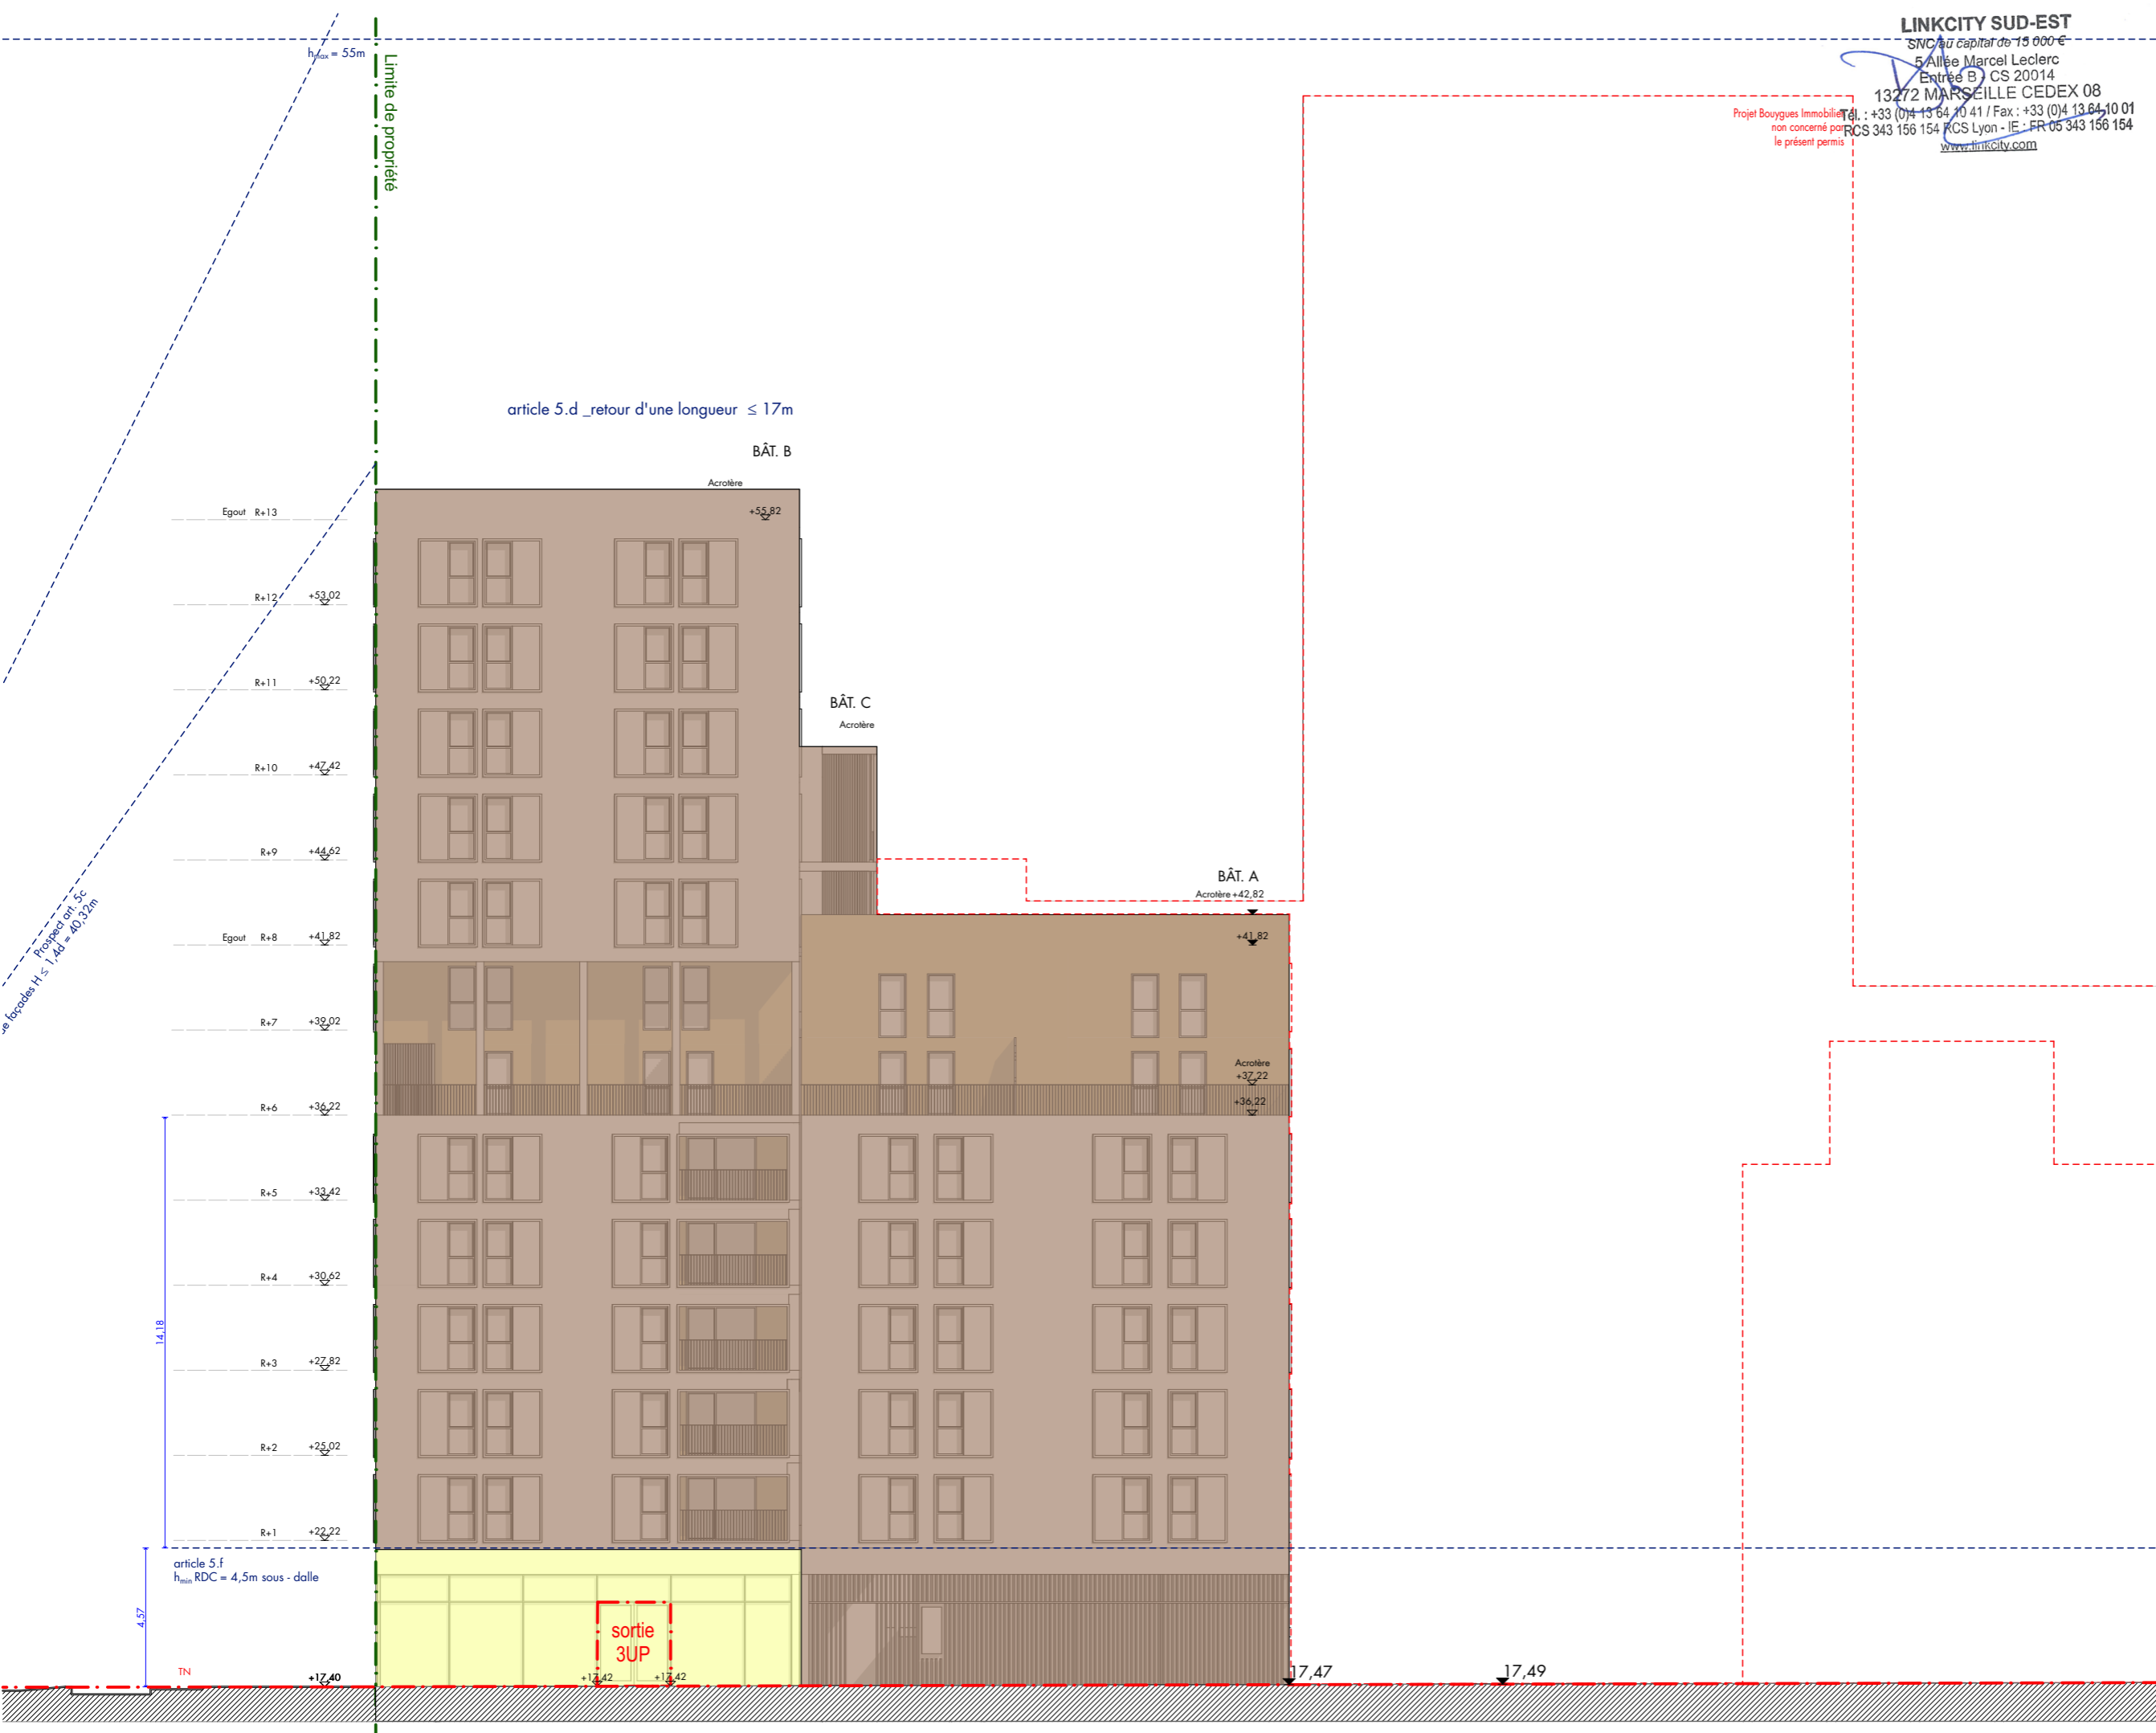 LINKCITY SUD-EST
SNC au capital de 15 000 €
5 Allée Marcel Leclerc
Entrée B - CS 20014
13272 MARSEILLE CEDEX 08
Tél. : +33 (0)4 13 64 10 41 / Fax : +33 (0)4 13 64 10 01
RCS 343 156 154 RCS Lyon - IE : FR 05 343 156 154
www.linkcity.com
hmax = 55m
Limite de propriété
Projet Bouygues Immobilier
non concerné par
le présent permis
article 5.d _retour d'une longueur ≤ 17m
BÂT. B
Acrotère
+55,82
Egout R+13
R+12 +53,02
R+11 +50,22
BÂT. C
Acrotère
R+10 +47,42
R+9 +44,62
BÂT. A
Acrotère +42,82
Egout R+8 +41,82
+41,82
Prospect art. 5c
de façades H ≤ 1,4d = 40,32m
R+7 +39,02
Acrotère
+37,22
R+6 +36,22
+36,22
R+5 +33,42
R+4 +30,62
14,18
R+3 +27,82
R+2 +25,02
R+1 +22,22
article 5.f
hmin RDC = 4,5m sous - dalle
4,57
sortie
3UP
TN
+17,40
+17,42
+17,42
17,47
17,49